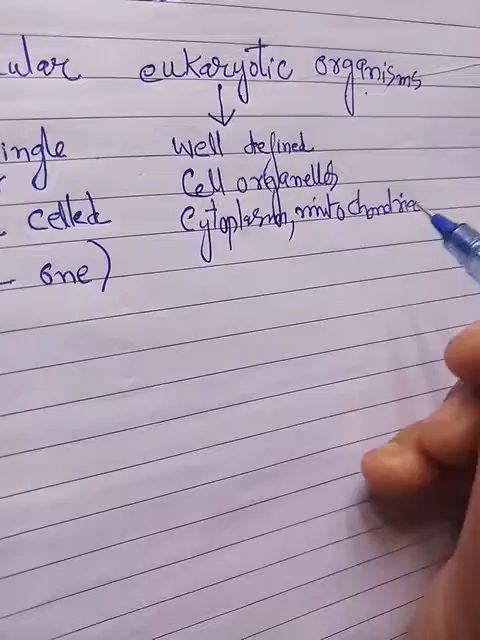 ular eukaryotic organisms
ingle well defined
Cell organelles
celled Cytoplasm, mitochondria
one)